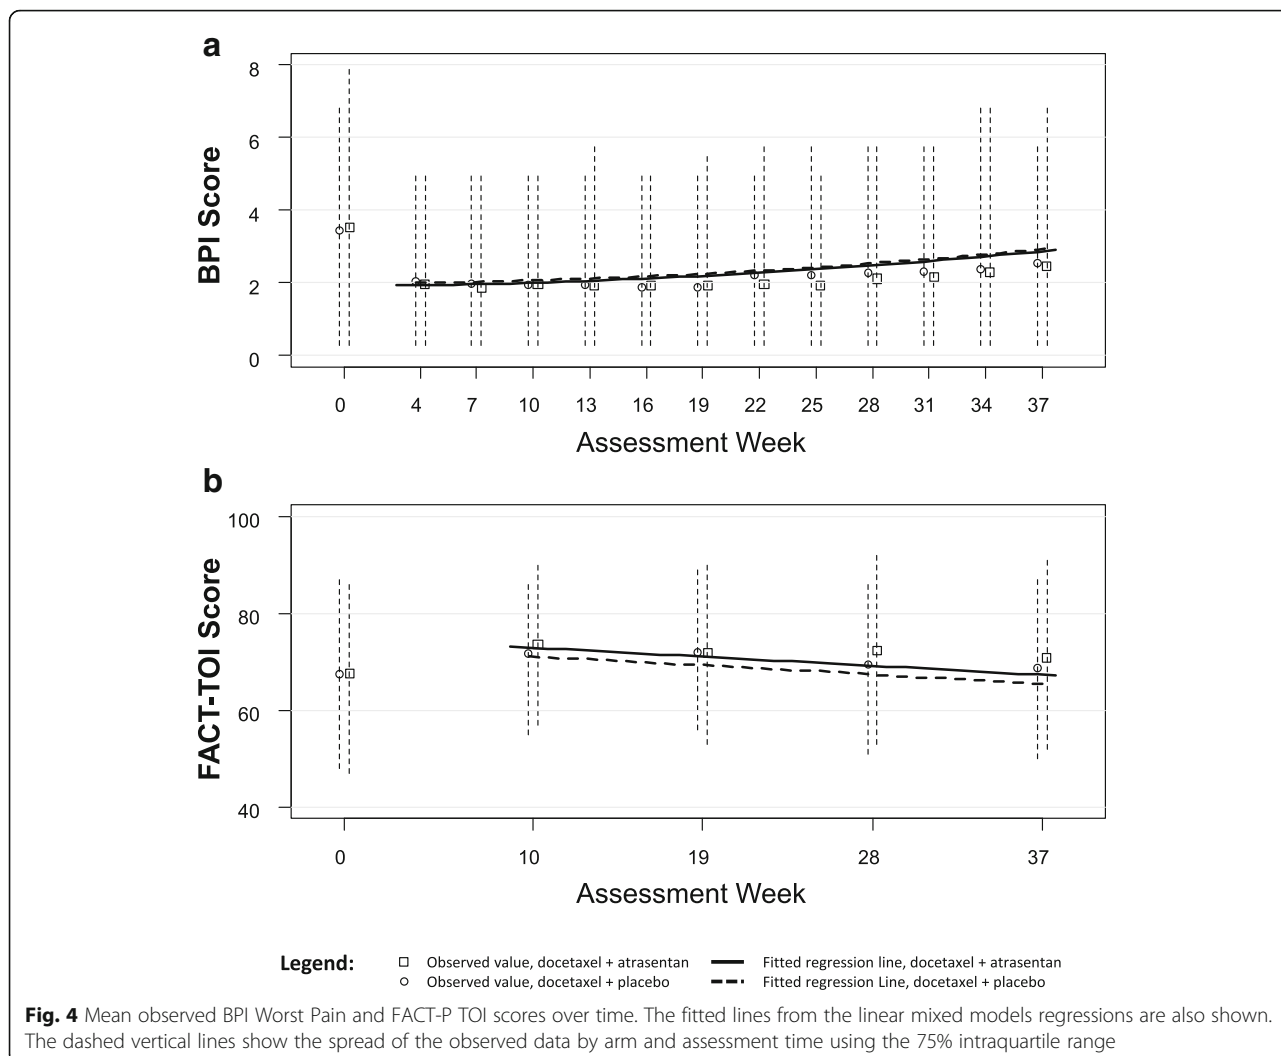 a
8
6
4
2
0
BPI Score
0 4 7 10 13 16 19 22 25 28 31 34 37
Assessment Week
b
100
80
60
40
FACT-TOI Score
0 10 19 28 37
Assessment Week
Legend:
Observed value, docetaxel + atrasentan
Fitted regression line, docetaxel + atrasentan
Observed value, docetaxel + placebo
Fitted regression Line, docetaxel + placebo
Fig. 4 Mean observed BPI Worst Pain and FACT-P TOI scores over time. The fitted lines from the linear mixed models regressions are also shown.
The dashed vertical lines show the spread of the observed data by arm and assessment time using the 75% intraquartile range